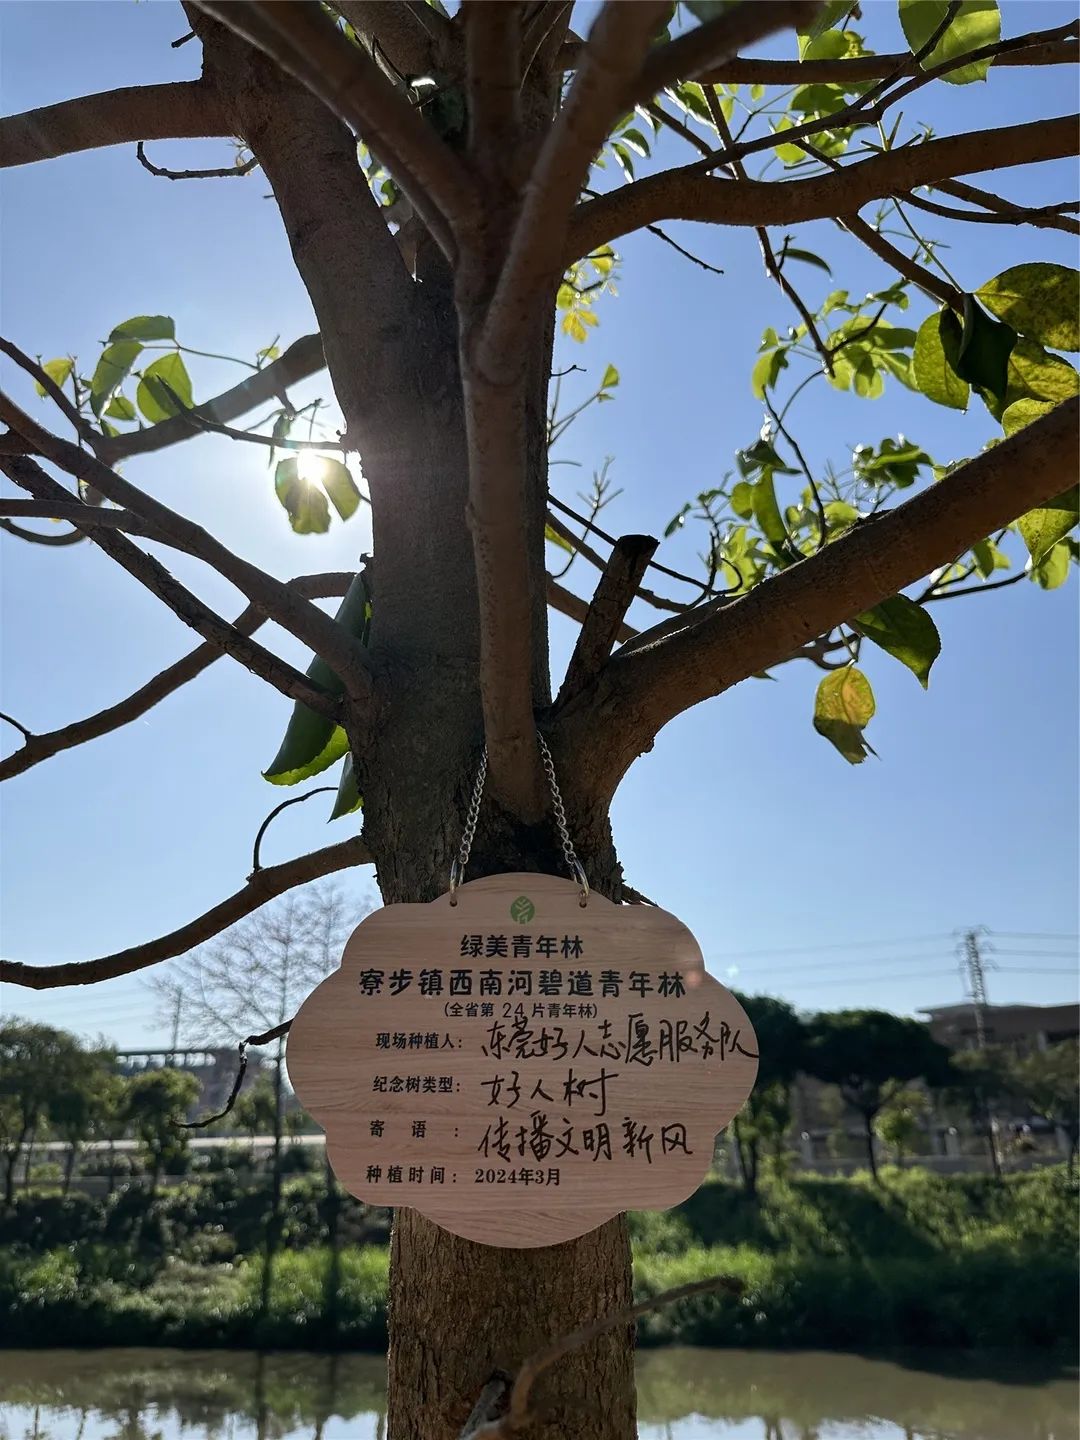 绿美青年林
寮步镇西南河碧道青年林
(全省第 24 片青年林)
现场种植人： 东莞好人志愿服务队
纪念树类型： 好人树
寄语： 传播文明新风
种植时间： 2024年3月